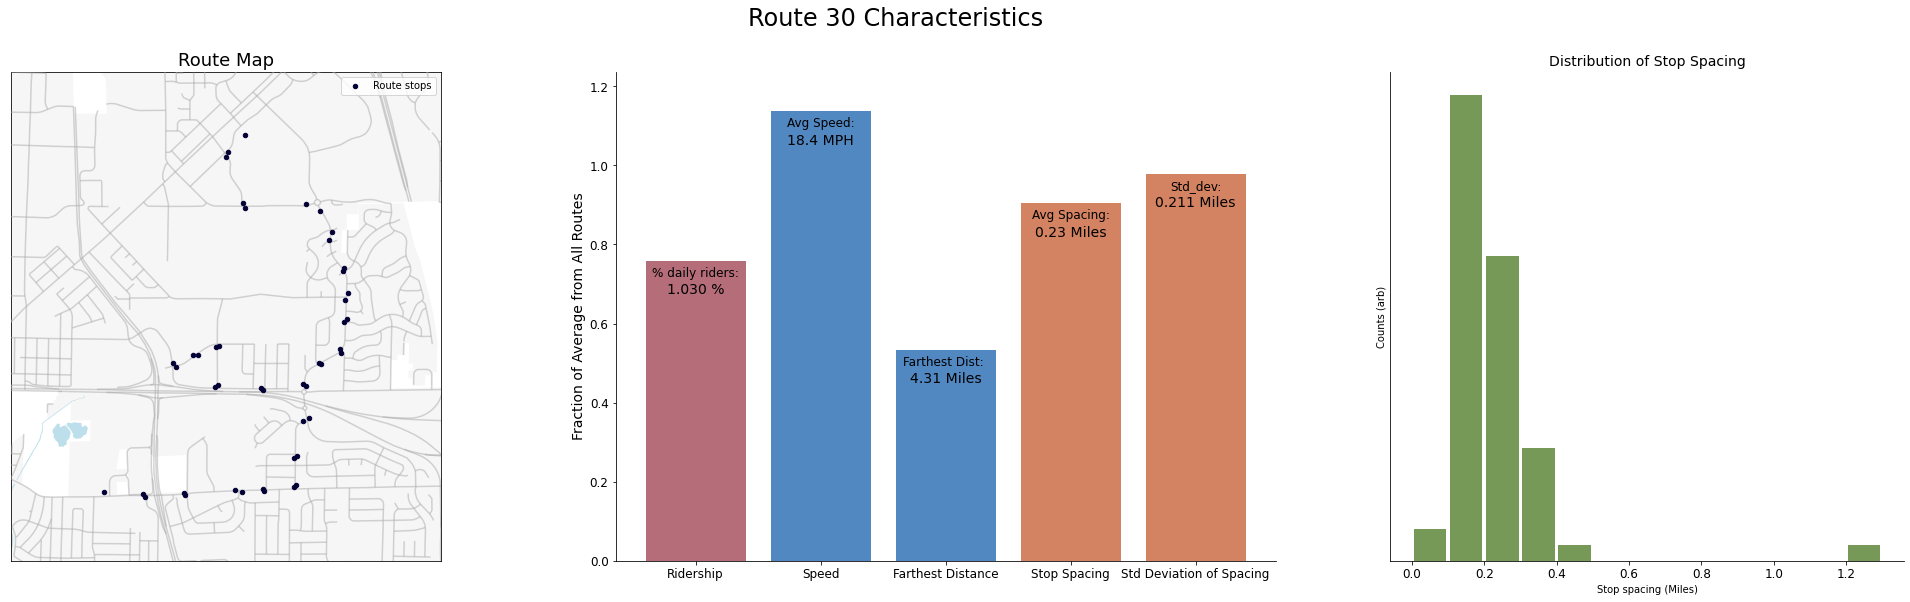 Route 30 Characteristics
Route Map
Route stops
Fraction of Average from All Routes
1.2
1.0
0.8
0.6
0.4
0.2
0.0
% daily riders:
1.030 %
Avg Speed:
18.4 MPH
Farthest Dist:
4.31 Miles
Avg Spacing:
0.23 Miles
Std_dev:
0.211 Miles
Ridership
Speed
Farthest Distance
Stop Spacing
Std Deviation of Spacing
Distribution of Stop Spacing
Counts (arb)
0.0
0.2
0.4
0.6
0.8
1.0
1.2
Stop spacing (Miles)